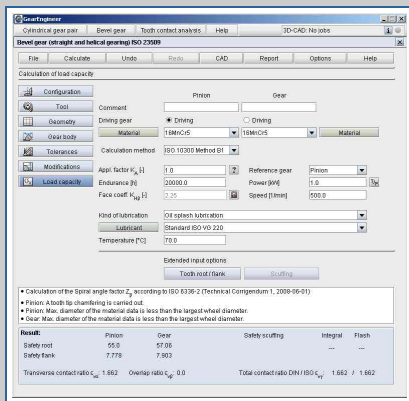 GearEngineer
Cylindrical gear pair Bevel gear Tooth contact analysis Help 3D-CAD: No jobs
Bevel gear (straight and helical gearing) ISO 23509
File Calculate Undo Redo CAD Report Options Help
Calculation of load capacity
Configuration
Tool
Geometry
Gear body
Tolerances
Modifications
Load capacity
Pinion Gear
Comment
Driving gear Driving Driving
Material 16MnCr5 16MnCr5 Material
Calculation method ISO 10300 Method B1
Appl. factor KA [-] 1.0 ? Reference gear Pinion
Endurance [h] 20000.0 Power [kW] 1.0
Face coeff. KHβ [-] 2.25 Speed [1/min] 500.0
Kind of lubrication Oil splash lubrication
Lubricant Standard ISO VG 220
Temperature [°C] 70.0
Extended input options
Tooth root / flank Scuffing
• Calculation of the Spiral angle factor Zβ according to ISO 6336-2 (Technical Corrigendum 1, 2008-06-01)
• Pinion: A tooth tip chamfering is carried out.
• Pinion: Max. diameter of the material data is less than the largest wheel diameter.
• Gear: Max. diameter of the material data is less than the largest wheel diameter.
Result: Pinion Gear Safety scuffing Integral Flash
Safety root 55.0 57.06 --- ---
Safety flank 7.778 7.903
Transverse contact ratio εvα: 1.662 Overlap ratio εvβ: 0.0 Total contact ratio DIN / ISO εvγ: 1.662 / 1.662